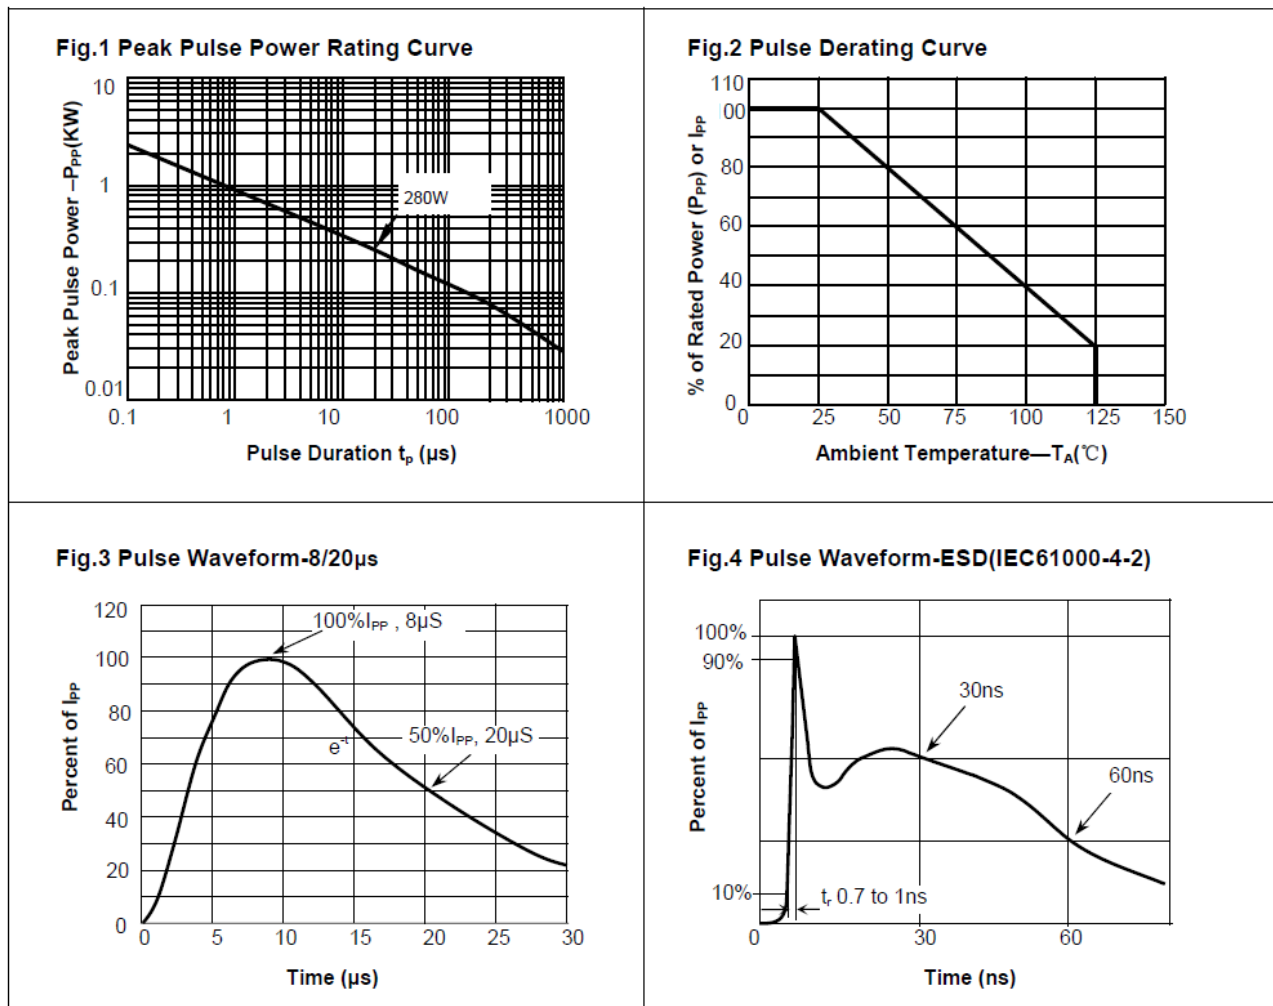 Fig.1 Peak Pulse Power Rating Curve
Peak Pulse Power –PPP(KW)
10
1
0.1
0.01
280W
0.1 1 10 100 1000
Pulse Duration tp (µs)
Fig.2 Pulse Derating Curve
% of Rated Power (PPP) or IPP
110
00
80
60
40
20
0
0 25 50 75 100 125 150
Ambient Temperature—TA(℃)
Fig.3 Pulse Waveform-8/20µs
Percent of IPP
120
100
80
60
40
20
0
100%IPP , 8µS
e-t
50%IPP, 20µS
0 5 10 15 20 25 30
Time (µs)
Fig.4 Pulse Waveform-ESD(IEC61000-4-2)
Percent of IPP
100%
90%
10%
30ns
60ns
tr 0.7 to 1ns
0 30 60
Time (ns)